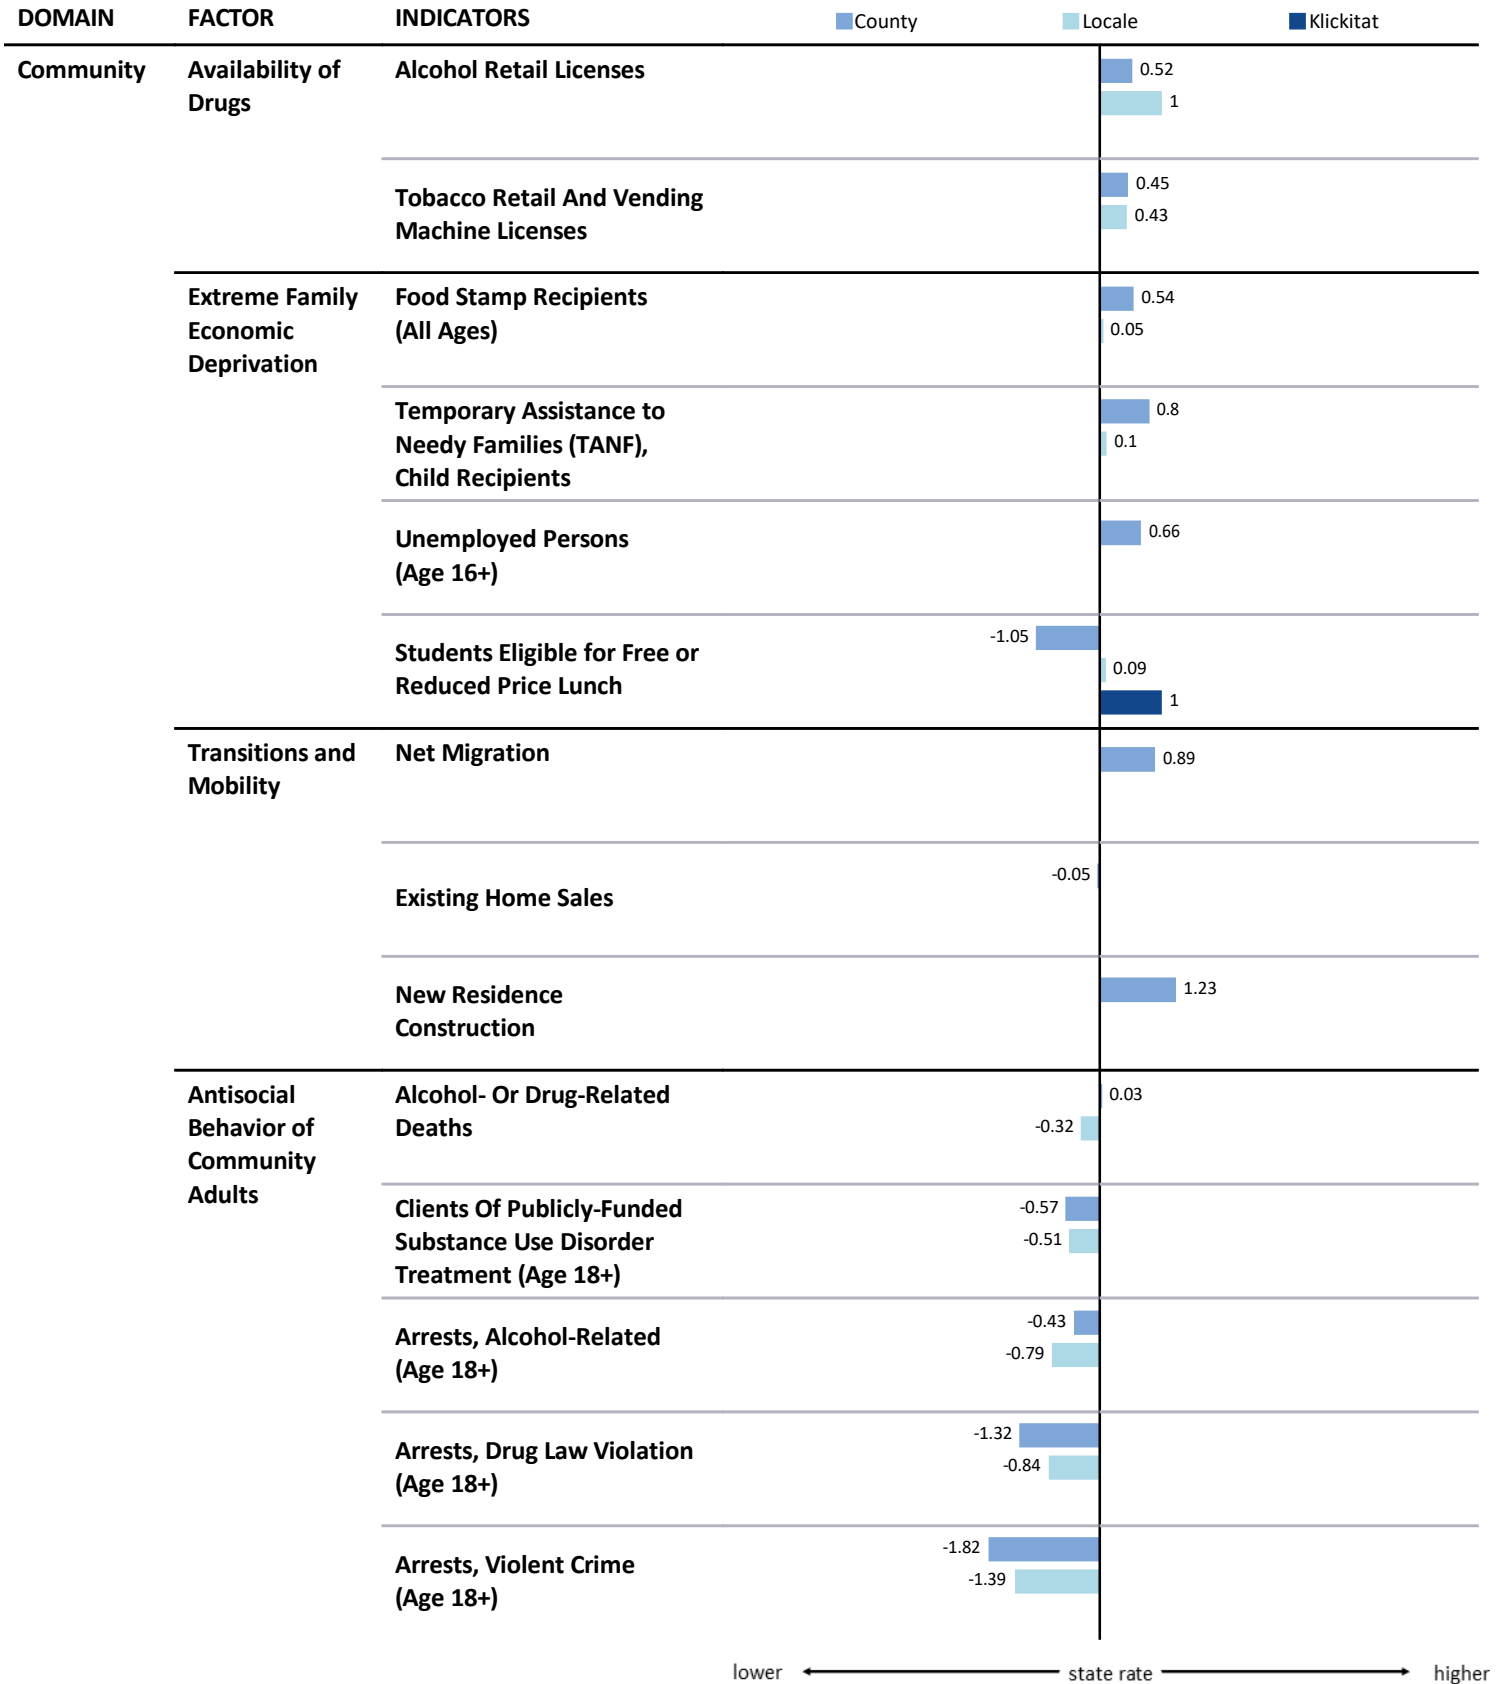 DOMAIN FACTOR INDICATORS County Locale Klickitat
Community Availability of Drugs Alcohol Retail Licenses 0.52
1
Tobacco Retail And Vending Machine Licenses 0.45
0.43
Extreme Family Economic Deprivation Food Stamp Recipients (All Ages) 0.54
0.05
Temporary Assistance to Needy Families (TANF), Child Recipients 0.8
0.1
Unemployed Persons (Age 16+) 0.66
Students Eligible for Free or Reduced Price Lunch -1.05
0.09
1
Transitions and Mobility Net Migration 0.89
Existing Home Sales -0.05
New Residence Construction 1.23
Antisocial Behavior of Community Adults Alcohol- Or Drug-Related Deaths 0.03
-0.32
Clients Of Publicly-Funded Substance Use Disorder Treatment (Age 18+) -0.57
-0.51
Arrests, Alcohol-Related (Age 18+) -0.43
-0.79
Arrests, Drug Law Violation (Age 18+) -1.32
-0.84
Arrests, Violent Crime (Age 18+) -1.82
-1.39
lower state rate higher